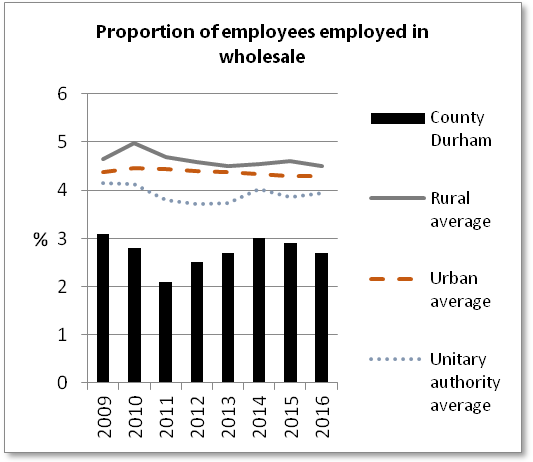 Proportion of employees employed in
wholesale
6
5
4
3
2
1
0
%
2009
2010
2011
2012
2013
2014
2015
2016
County
Durham
Rural
average
Urban
average
Unitary
authority
average